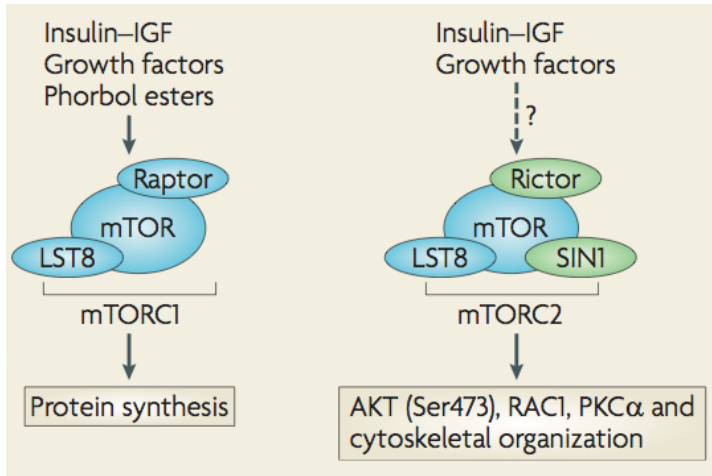 Insulin–IGF
Growth factors
Phorbol esters
Raptor
mTOR
LST8
mTORC1
Protein synthesis
Insulin–IGF
Growth factors
?
Rictor
mTOR
LST8
SIN1
mTORC2
AKT (Ser473), RAC1, PKCα and
cytoskeletal organization